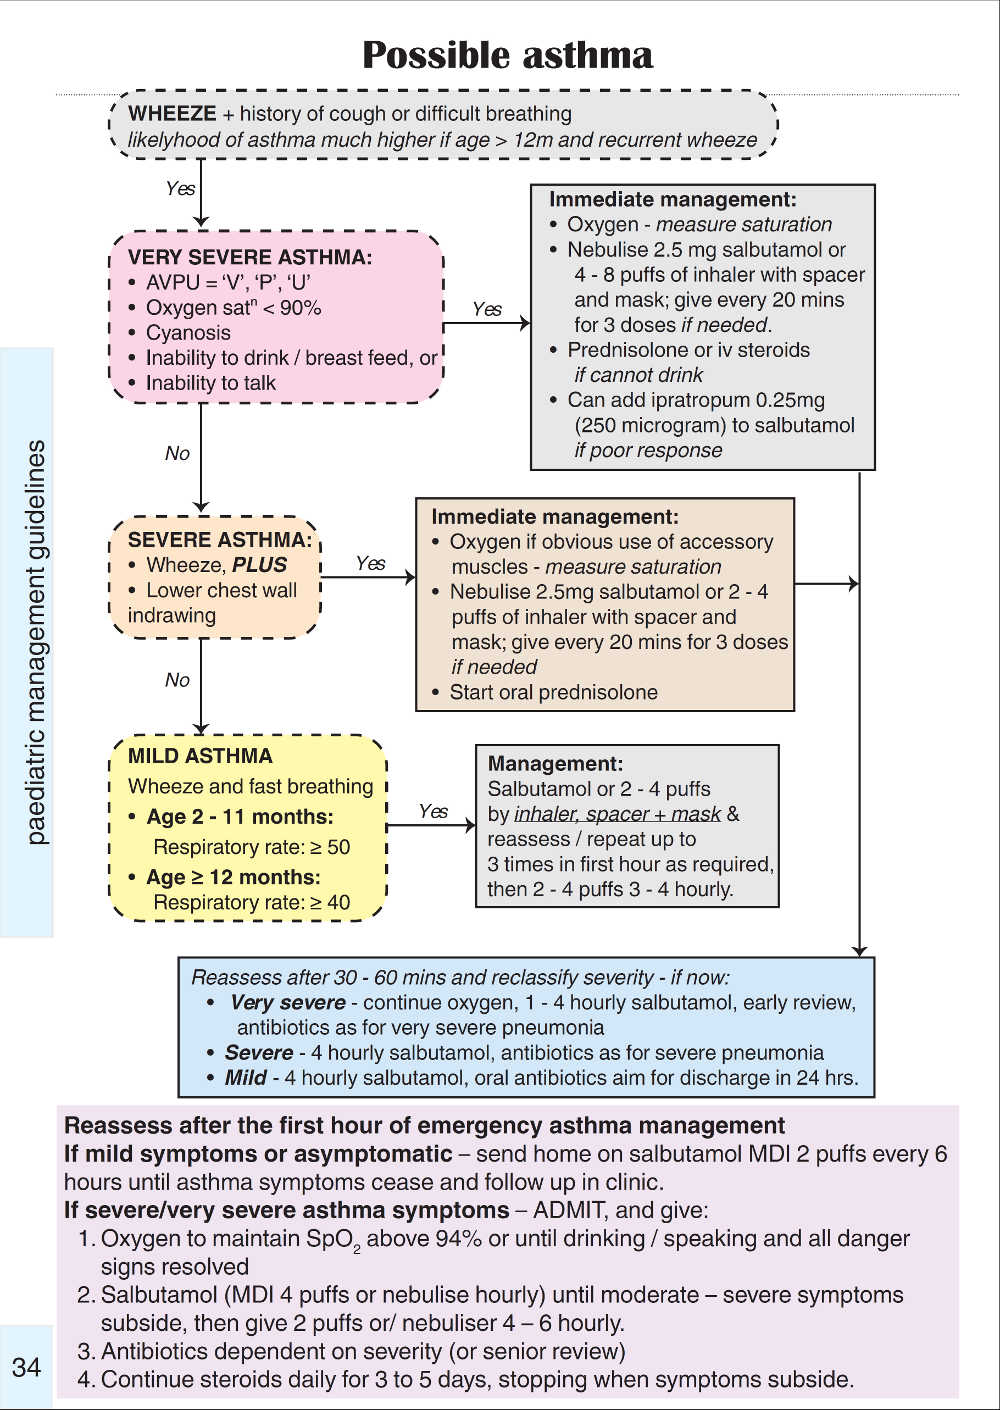 Possible asthma
WHEEZE + history of cough or difficult breathing
likelyhood of asthma much higher if age > 12m and recurrent wheeze
Yes
VERY SEVERE ASTHMA:
• AVPU = ‘V’, ‘P’, ‘U’
• Oxygen satⁿ < 90%
• Cyanosis
• Inability to drink / breast feed, or
• Inability to talk
Yes
Immediate management:
• Oxygen - measure saturation
• Nebulise 2.5 mg salbutamol or
4 - 8 puffs of inhaler with spacer
and mask; give every 20 mins
for 3 doses if needed.
• Prednisolone or iv steroids
if cannot drink
• Can add ipratropum 0.25mg
(250 microgram) to salbutamol
if poor response
No
SEVERE ASTHMA:
• Wheeze, PLUS
• Lower chest wall
indrawing
Yes
Immediate management:
• Oxygen if obvious use of accessory
muscles - measure saturation
• Nebulise 2.5mg salbutamol or 2 - 4
puffs of inhaler with spacer and
mask; give every 20 mins for 3 doses
if needed
• Start oral prednisolone
No
MILD ASTHMA
Wheeze and fast breathing
• Age 2 - 11 months:
Respiratory rate: ≥ 50
• Age ≥ 12 months:
Respiratory rate: ≥ 40
Yes
Management:
Salbutamol or 2 - 4 puffs
by inhaler, spacer + mask &
reassess / repeat up to
3 times in first hour as required,
then 2 - 4 puffs 3 - 4 hourly.
Reassess after 30 - 60 mins and reclassify severity - if now:
• Very severe - continue oxygen, 1 - 4 hourly salbutamol, early review,
antibiotics as for very severe pneumonia
• Severe - 4 hourly salbutamol, antibiotics as for severe pneumonia
• Mild - 4 hourly salbutamol, oral antibiotics aim for discharge in 24 hrs.
Reassess after the first hour of emergency asthma management
If mild symptoms or asymptomatic – send home on salbutamol MDI 2 puffs every 6
hours until asthma symptoms cease and follow up in clinic.
If severe/very severe asthma symptoms – ADMIT, and give:
1. Oxygen to maintain SpO₂ above 94% or until drinking / speaking and all danger
signs resolved
2. Salbutamol (MDI 4 puffs or nebulise hourly) until moderate – severe symptoms
subside, then give 2 puffs or/ nebuliser 4 – 6 hourly.
3. Antibiotics dependent on severity (or senior review)
4. Continue steroids daily for 3 to 5 days, stopping when symptoms subside.
paediatric management guidelines
34